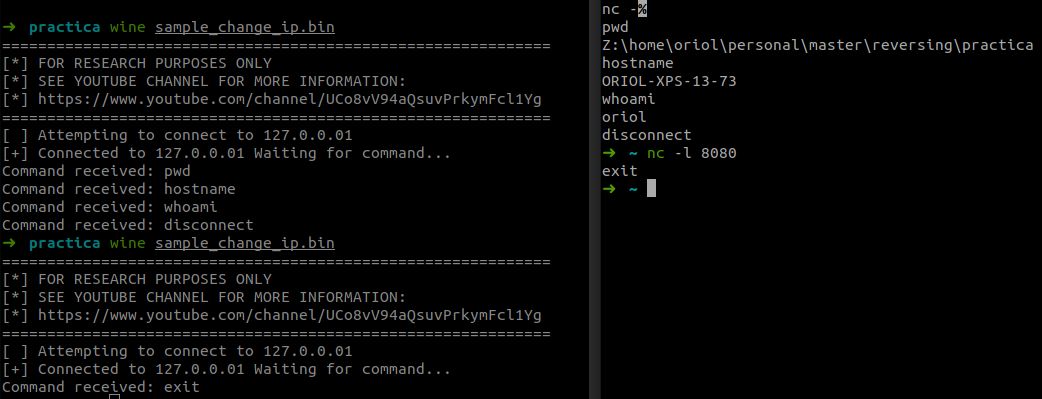 ➜ practica wine sample_change_ip.bin
=============================================================
[*] FOR RESEARCH PURPOSES ONLY
[*] SEE YOUTUBE CHANNEL FOR MORE INFORMATION:
[*] https://www.youtube.com/channel/UCo8vV94aQsuvPrkymFcl1Yg
=============================================================
[ ] Attempting to connect to 127.0.0.01
[+] Connected to 127.0.0.01 Waiting for command...
Command received: pwd
Command received: hostname
Command received: whoami
Command received: disconnect
➜ practica wine sample_change_ip.bin
=============================================================
[*] FOR RESEARCH PURPOSES ONLY
[*] SEE YOUTUBE CHANNEL FOR MORE INFORMATION:
[*] https://www.youtube.com/channel/UCo8vV94aQsuvPrkymFcl1Yg
=============================================================
[ ] Attempting to connect to 127.0.0.01
[+] Connected to 127.0.0.01 Waiting for command...
Command received: exit
nc -%
pwd
Z:\home\oriol\personal\master\reversing\practica
hostname
ORIOL-XPS-13-73
whoami
oriol
disconnect
➜ ~ nc -l 8080
exit
➜ ~